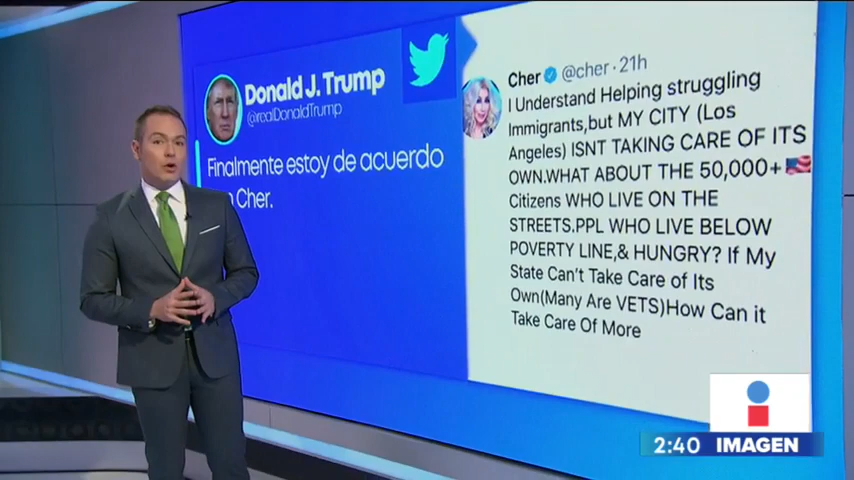 Donald J. Trump
@realDonaldTrump
Finalmente estoy de acuerdo
Cher.
Cher @cher · 21h
I Understand Helping struggling
Immigrants,but MY CITY (Los
Angeles) ISNT TAKING CARE OF ITS
OWN.WHAT ABOUT THE 50,000+🇺🇸
Citizens WHO LIVE ON THE
STREETS.PPL WHO LIVE BELOW
POVERTY LINE,& HUNGRY? If My
State Can't Take Care of Its
Own(Many Are VETS)How Can it
Take Care Of More
2:40 IMAGEN